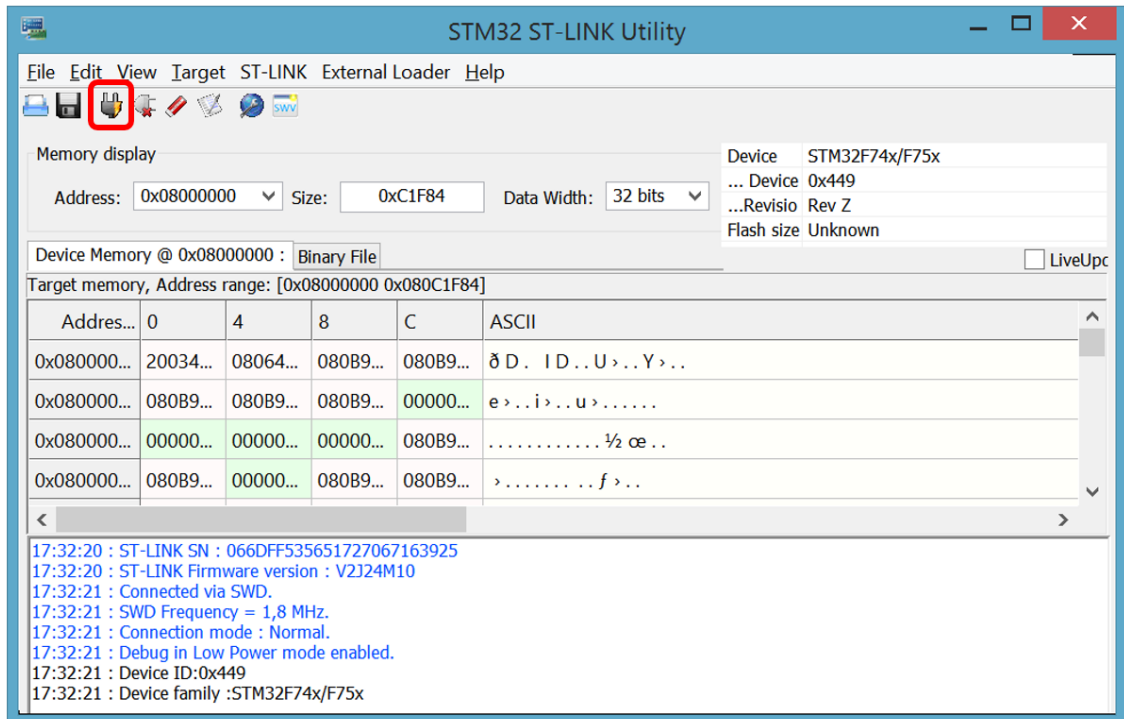 STM32 ST-LINK Utility
File Edit View Target ST-LINK External Loader Help
SWV
Memory display
Address: 0x08000000 Size: 0xC1F84 Data Width: 32 bits
Device STM32F74x/F75x
... Device 0x449
...Revisio Rev Z
Flash size Unknown
Device Memory @ 0x08000000 : Binary File
LiveUpd
Target memory, Address range: [0x08000000 0x080C1F84]
Addres... 0 4 8 C ASCII
0x080000... 20034... 08064... 080B9... 080B9... ð D . I D . . U › . . Y › . .
0x080000... 080B9... 080B9... 080B9... 00000... e › . . i › . . u › . . . . . .
0x080000... 00000... 00000... 00000... 080B9... . . . . . . . . . . . . ½ œ . .
0x080000... 080B9... 00000... 080B9... 080B9... › . . . . . . . . . ƒ › . .
17:32:20 : ST-LINK SN : 066DFF535651727067163925
17:32:20 : ST-LINK Firmware version : V2J24M10
17:32:21 : Connected via SWD.
17:32:21 : SWD Frequency = 1,8 MHz.
17:32:21 : Connection mode : Normal.
17:32:21 : Debug in Low Power mode enabled.
17:32:21 : Device ID:0x449
17:32:21 : Device family :STM32F74x/F75x